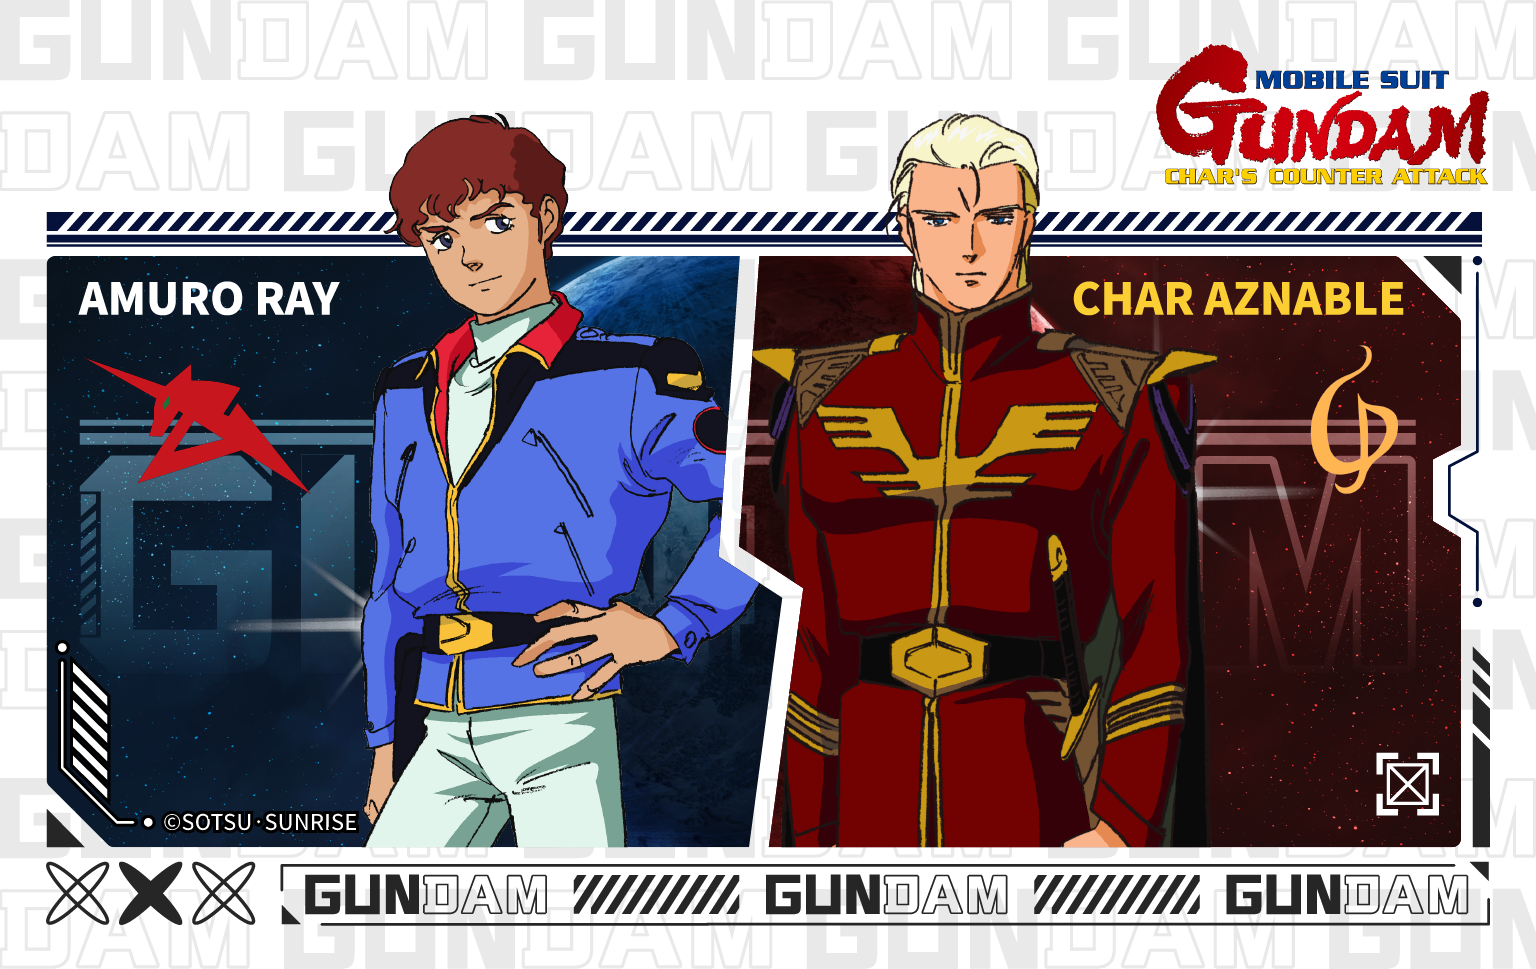 MOBILE SUIT
GUNDAM
CHAR'S COUNTER ATTACK
AMURO RAY
CHAR AZNABLE
©SOTSU·SUNRISE
GUNDAM GUNDAM GUNDAM